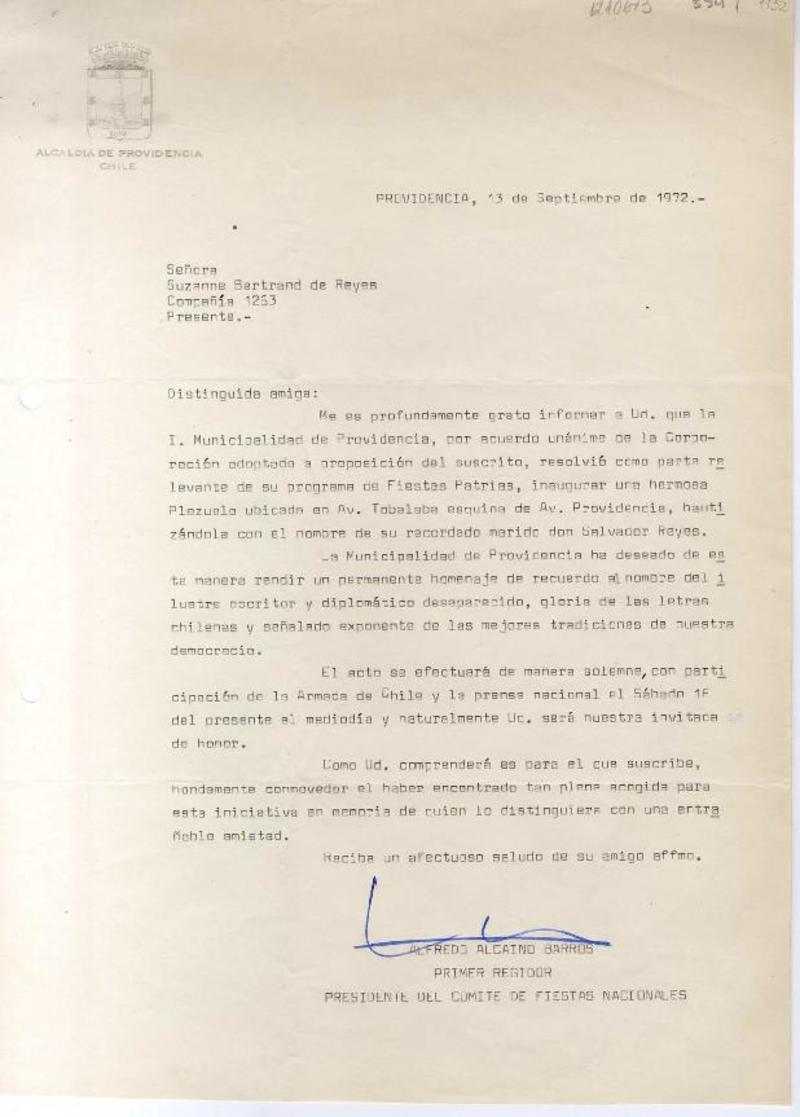 ALCALDIA DE PROVIDENCIA
CHILE
PROVIDENCIA, 13 de Septiembre de 1972.-
Señora
Suzanne Bertrand de Reyes
Compañía 1263
Presente.-
Distinguida amiga:
Me es profundamente grato informar a Ud. que la
I. Municipalidad de Providencia, por acuerdo unánime de la Corpo-
ración adoptado a proposición del suscrito, resolvió como parte re
levante de su programa de Fiestas Patrias, inaugurar una hermosa
Plazuela ubicada en Av. Tobalaba esquina de Av. Providencia, bauti
zándola con el nombre de su recordado marido don Salvador Reyes.
La Municipalidad de Providencia ha deseado de es
ta manera rendir un permanente homenaje de recuerdo al nombre del i
lustre escritor y diplomático desaparecido, gloria de las letras
chilenas y señalado exponente de las mejores tradiciones de nuestra
democracia.
El acto se efectuará de manera solemne, con parti
cipación de la Armada de Chile y la prensa nacional el Sábado 16
del presente al mediodía y naturalmente Ud. será nuestra invitada
de honor.
Como Ud. comprenderá es para el que suscribe,
hondamente conmovedor el haber encontrado tan plena acogida para
esta iniciativa en memoria de quien lo distinguiera con una entra
ñable amistad.
Reciba un afectuoso saludo de su amigo affmo.
ALFREDO ALCAINO BARROS
PRIMER REGIDOR
PRESIDENTE DEL COMITE DE FIESTAS NACIONALES